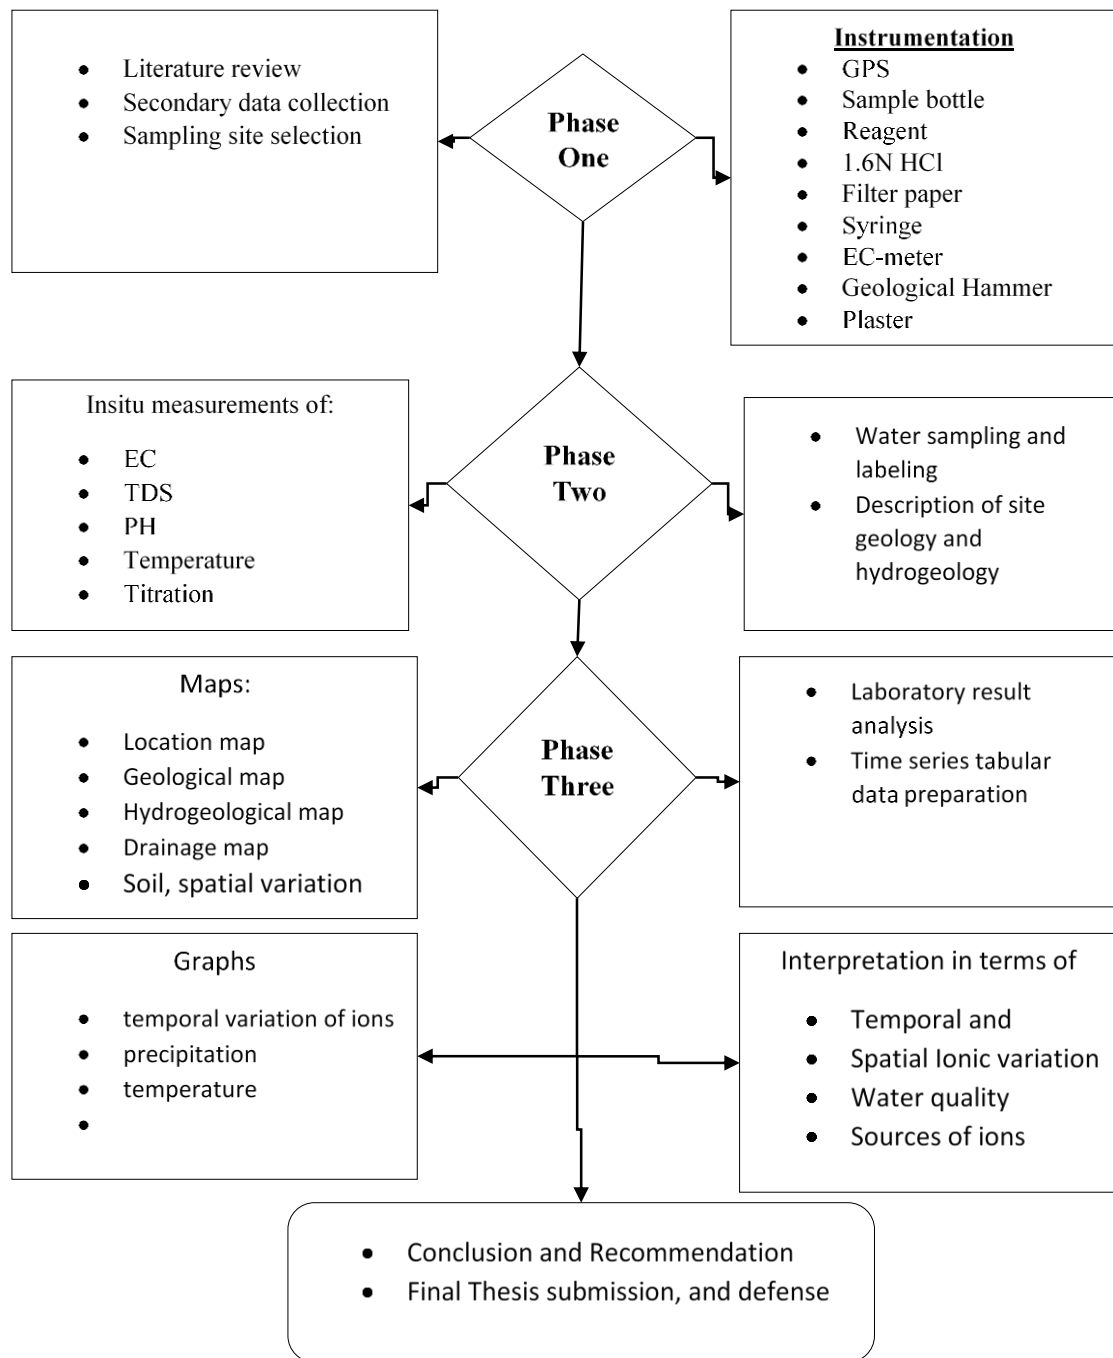 • Literature review
• Secondary data collection
• Sampling site selection
Phase
One
Instrumentation
• GPS
• Sample bottle
• Reagent
• 1.6N HCl
• Filter paper
• Syringe
• EC-meter
• Geological Hammer
• Plaster
Insitu measurements of:
• EC
• TDS
• PH
• Temperature
• Titration
Phase
Two
• Water sampling and
labeling
• Description of site
geology and
hydrogeology
Maps:
• Location map
• Geological map
• Hydrogeological map
• Drainage map
• Soil, spatial variation
Phase
Three
• Laboratory result
analysis
• Time series tabular
data preparation
Graphs
• temporal variation of ions
• precipitation
• temperature
•
Interpretation in terms of
• Temporal and
• Spatial Ionic variation
• Water quality
• Sources of ions
• Conclusion and Recommendation
• Final Thesis submission, and defense